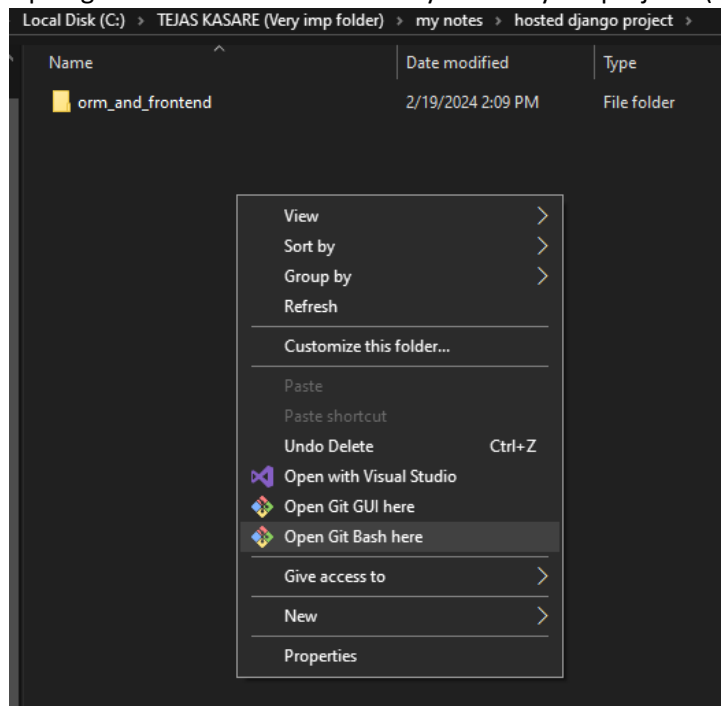 Local Disk (C:) > TEJAS KASARE (Very imp folder) > my notes > hosted django project >
Name Date modified Type
orm_and_frontend 2/19/2024 2:09 PM File folder
View
Sort by
Group by
Refresh
Customize this folder...
Paste
Paste shortcut
Undo Delete Ctrl+Z
Open with Visual Studio
Open Git GUI here
Open Git Bash here
Give access to
New
Properties